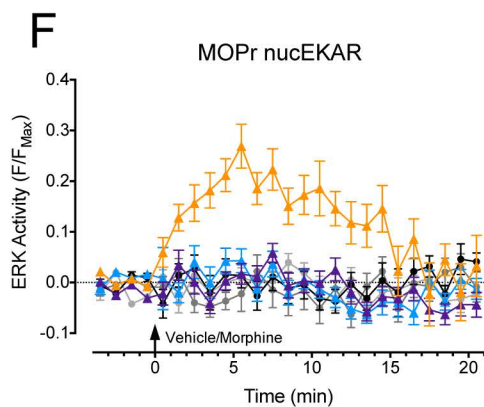 F
MOPr nucEKAR
ERK Activity (F/FMax)
0.4
0.3
0.2
0.1
0.0
-0.1
Vehicle/Morphine
0 5 10 15 20
Time (min)